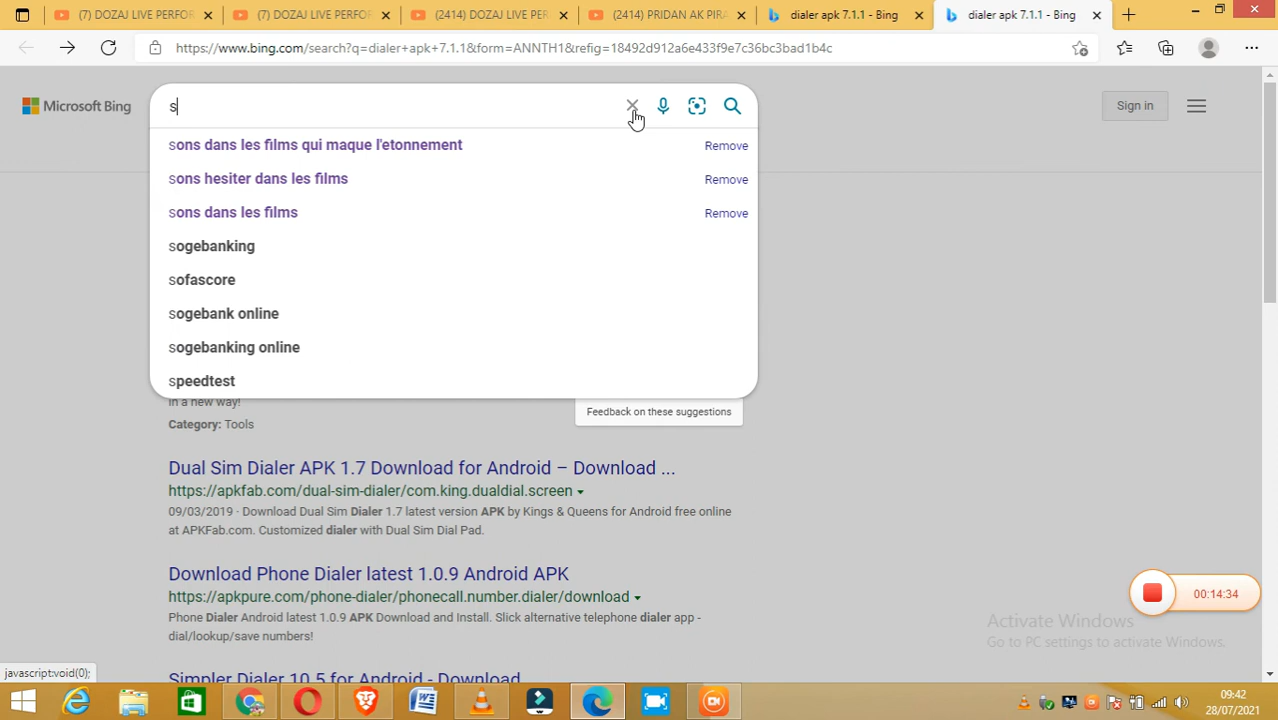 (7) DOZAJ LIVE PERFOR
(7) DOZAJ LIVE PERFOR
(2414) DOZAJ LIVE PER
(2414) PRIDAN AK PIRA
dialer apk 7.1.1 - Bing
dialer apk 7.1.1 - Bing
https://www.bing.com/search?q=dialer+apk+7.1.1&form=ANNTH1&refig=18492d912a6e433f9e7c36bc3bad1b4c
Microsoft Bing
s
Sign in
sons dans les films qui maque l'etonnement
Remove
sons hesiter dans les films
Remove
sons dans les films
Remove
sogebanking
sofascore
sogebank online
sogebanking online
speedtest
in a new way!
Feedback on these suggestions
Category: Tools
Dual Sim Dialer APK 1.7 Download for Android – Download ...
https://apkfab.com/dual-sim-dialer/com.king.dualdial.screen
09/03/2019 · Download Dual Sim Dialer 1.7 latest version APK by Kings & Queens for Android free online
at APKFab.com. Customized dialer with Dual Sim Dial Pad.
Download Phone Dialer latest 1.0.9 Android APK
https://apkpure.com/phone-dialer/phonecall.number.dialer/download
Phone Dialer Android latest 1.0.9 APK Download and Install. Slick alternative telephone dialer app -
dial/lookup/save numbers!
00:14:34
Activate Windows
Go to PC settings to activate Windows.
Simpler Dialer 10.5 for Android - Download
javascript:void(0);
09:42
28/07/2021